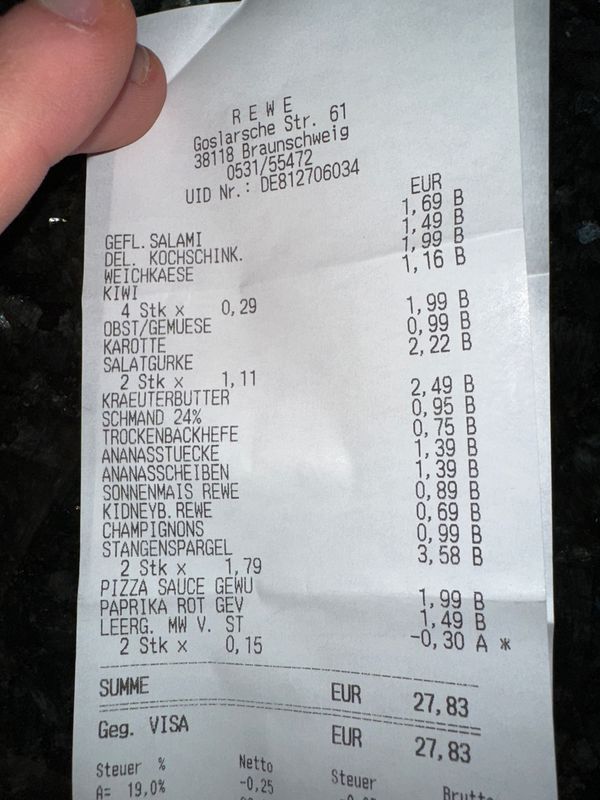 R E W E
Goslarsche Str. 61
38118 Braunschweig
0531/55472
UID Nr.: DE812706034
EUR
GEFL.SALAMI 1,69 B
DEL. KOCHSCHINK. 1,49 B
WEICHKAESE 1,99 B
KIWI 1,16 B
4 Stk x 0,29
OBST/GEMUESE 1,99 B
KAROTTE 0,99 B
SALATGURKE 2,22 B
2 Stk x 1,11
KRAEUTERBUTTER 2,49 B
SCHMAND 24% 0,95 B
TROCKENBACKHEFE 0,75 B
ANANASSTUECKE 1,39 B
ANANASSCHEIBEN 1,39 B
SONNENMAIS REWE 0,89 B
KIDNEYB.REWE 0,69 B
CHAMPIGNONS 0,99 B
STANGENSPARGEL 3,58 B
2 Stk x 1,79
PIZZA SAUCE GEWU 1,99 B
PAPRIKA ROT GEV 1,49 B
LEERG. MW V. ST -0,30 A *
2 Stk x 0,15
SUMME EUR 27,83
Geg. VISA EUR 27,83
Steuer % Netto Steuer Brutto
A= 19,0% -0,25